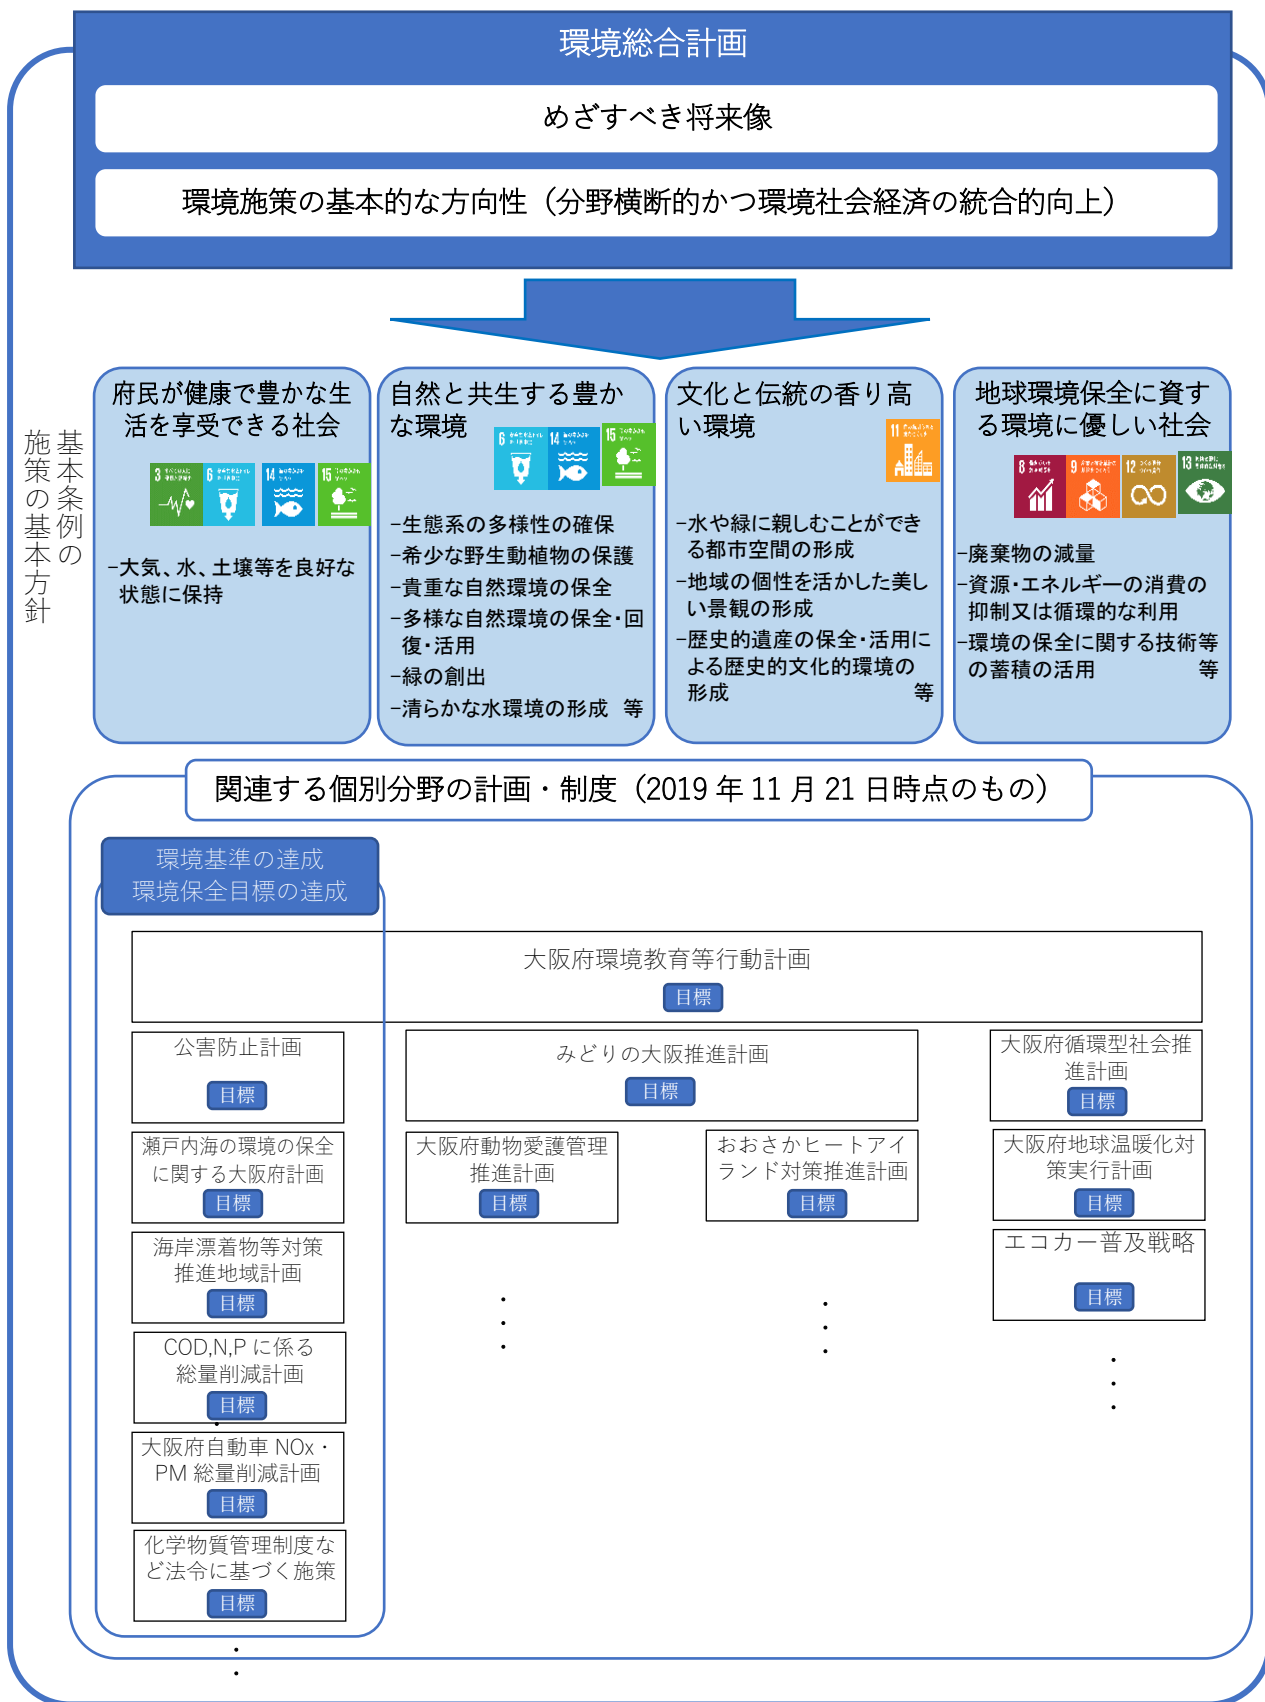 環境総合計画
めざすべき将来像
環境施策の基本的な方向性（分野横断的かつ環境社会経済の統合的向上）
基本条例の
施策の基本方針
府民が健康で豊かな生
活を享受できる社会
3
6
14
15
-大気、水、土壌等を良好な
状態に保持
自然と共生する豊か
な環境
6
14
15
-生態系の多様性の確保
-希少な野生動植物の保護
-貴重な自然環境の保全
-多様な自然環境の保全・回
復・活用
-緑の創出
-清らかな水環境の形成 等
文化と伝統の香り高
い環境
11
-水や緑に親しむことができ
る都市空間の形成
-地域の個性を活かした美し
い景観の形成
-歴史的遺産の保全・活用に
よる歴史的文化的環境の
形成 等
地球環境保全に資す
る環境に優しい社会
8
9
12
13
-廃棄物の減量
-資源・エネルギーの消費の
抑制又は循環的な利用
-環境の保全に関する技術等
の蓄積の活用 等
関連する個別分野の計画・制度（2019 年 11 月 21 日時点のもの）
環境基準の達成
環境保全目標の達成
大阪府環境教育等行動計画
目標
公害防止計画
目標
瀬戸内海の環境の保全
に関する大阪府計画
目標
海岸漂着物等対策
推進地域計画
目標
COD,N,P に係る
総量削減計画
目標
大阪府自動車 NOx・
PM 総量削減計画
目標
化学物質管理制度な
ど法令に基づく施策
目標
みどりの大阪推進計画
目標
大阪府動物愛護管理
推進計画
目標
おおさかヒートアイ
ランド対策推進計画
目標
大阪府循環型社会推
進計画
目標
大阪府地球温暖化対
策実行計画
目標
エコカー普及戦略
目標